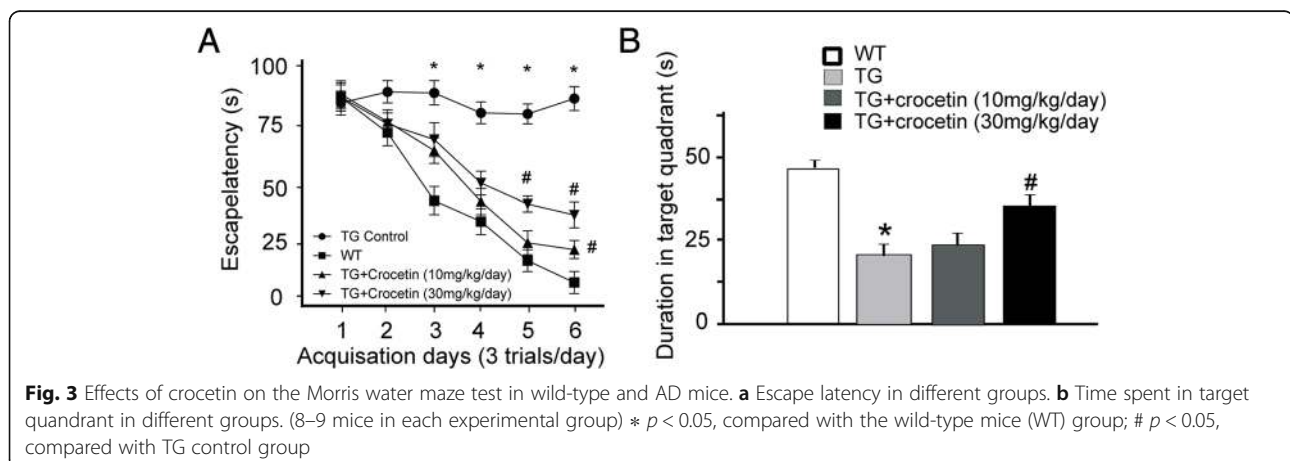 A
100
75
50
25
0
Escapelatency (s)
* * * *
# #
#
TG Control
WT
TG+Crocetin (10mg/kg/day)
TG+Crocetin (30mg/kg/day)
1 2 3 4 5 6
Acquisation days (3 trials/day)
B
WT
TG
TG+crocetin (10mg/kg/day)
TG+crocetin (30mg/kg/day
Duration in target quadrant (s)
50
25
0
*
#
Fig. 3 Effects of crocetin on the Morris water maze test in wild-type and AD mice. a Escape latency in different groups. b Time spent in target
quandrant in different groups. (8–9 mice in each experimental group) * p < 0.05, compared with the wild-type mice (WT) group; # p < 0.05,
compared with TG control group